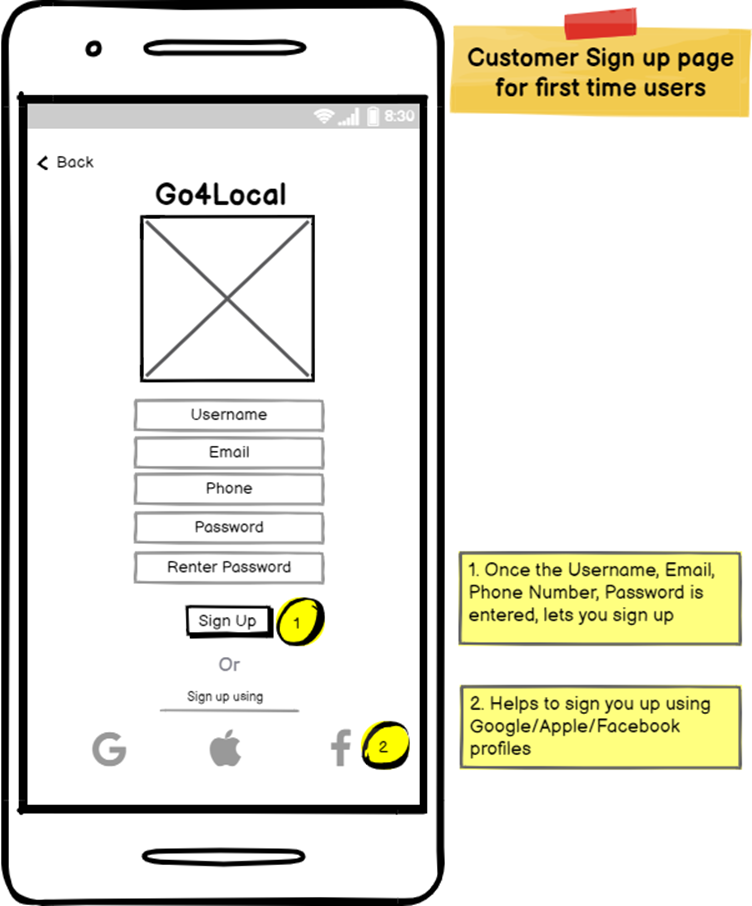 Customer Sign up page
for first time users
8:30
Back
Go4Local
Username
Email
Phone
Password
Renter Password
Sign Up
1
Or
Sign up using
2
1. Once the Username, Email,
Phone Number, Password is
entered, lets you sign up
2. Helps to sign you up using
Google/Apple/Facebook
profiles